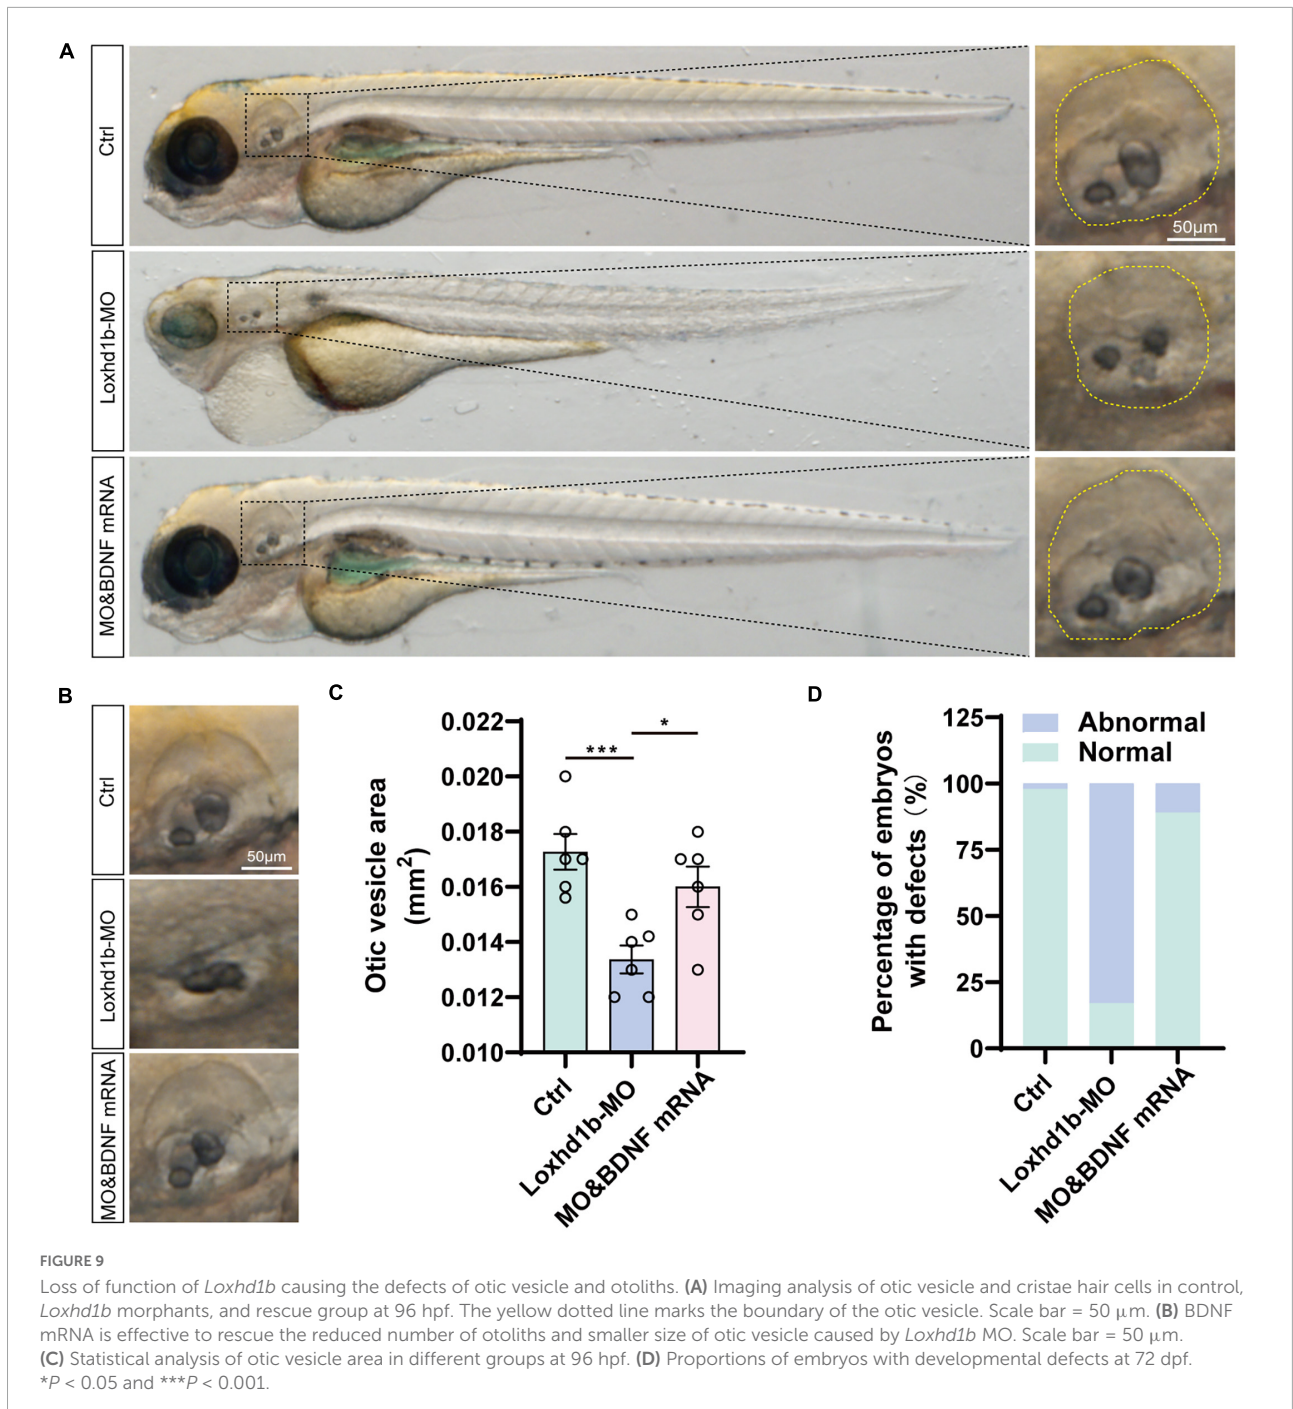 A
Ctrl
50μm
Loxhd1b-MO
MO&BDNF mRNA
B
Ctrl
50μm
Loxhd1b-MO
MO&BDNF mRNA
C
Otic vesicle area
(mm²)
0.022
0.020
0.018
0.016
0.014
0.012
0.010
***
*
Ctrl
Loxhd1b-MO
MO&BDNF mRNA
D
Percentage of embryos
with defects (%)
125
100
75
50
25
0
Abnormal
Normal
Ctrl
Loxhd1b-MO
MO&BDNF mRNA
FIGURE 9
Loss of function of Loxhd1b causing the defects of otic vesicle and otoliths. (A) Imaging analysis of otic vesicle and cristae hair cells in control,
Loxhd1b morphants, and rescue group at 96 hpf. The yellow dotted line marks the boundary of the otic vesicle. Scale bar = 50 μm. (B) BDNF
mRNA is effective to rescue the reduced number of otoliths and smaller size of otic vesicle caused by Loxhd1b MO. Scale bar = 50 μm.
(C) Statistical analysis of otic vesicle area in different groups at 96 hpf. (D) Proportions of embryos with developmental defects at 72 dpf.
*P < 0.05 and ***P < 0.001.